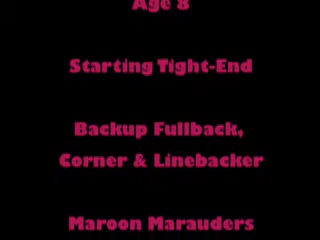 Age 8
Starting Tight-End
Backup Fullback,
Corner & Linebacker
Maroon Marauders